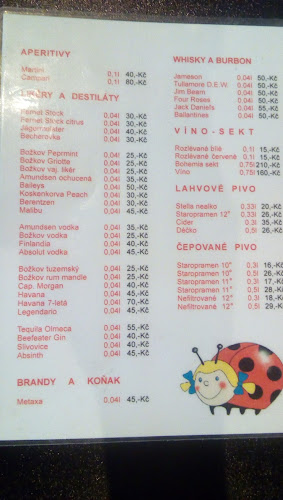 APERITIVY
Martini 0,1l 40,-Kč
Campari 0,1l 60,-Kč
LIKÉRY A DESTILÁTY
Fernet Stock 0,04l 30,-Kč
Fernet Stock citrus 0,04l 30,-Kč
Jägermeister 0,04l 40,-Kč
Becherovka 0,04l 30,-Kč
Božkov Peprmint 0,04l 25,-Kč
Božkov Griotte 0,04l 25,-Kč
Božkov vaj. likér 0,04l 25,-Kč
Amundsen ochucená 0,04l 35,-Kč
Baileys 0,04l 50,-Kč
Koskenkorva Peach 0,04l 30,-Kč
Berentzen 0,04l 30,-Kč
Malibu 0,04l 45,-Kč
Amundsen vodka 0,04l 35,-Kč
Božkov vodka 0,04l 25,-Kč
Finlandia 0,04l 40,-Kč
Absolut vodka 0,04l 45,-Kč
Božkov tuzemský 0,04l 25,-Kč
Božkov rum mandle 0,04l 25,-Kč
Cap. Morgan 0,04l 40,-Kč
Havana 0,04l 45,-Kč
Havana 7-letá 0,04l 70,-Kč
Legendario 0,04l 45,-Kč
Tequila Olmeca 0,04l 55,-Kč
Beefeater Gin 0,04l 40,-Kč
Slivovice 0,04l 40,-Kč
Absinth 0,04l 50,-Kč
BRANDY A KOŇAK
Metaxa 0,04l 45,-Kč
WHISKY A BURBON
Jameson 0,04l 50,-Kč
Tullamore D.E.W. 0,04l 50,-Kč
Jim Beam 0,04l 50,-Kč
Four Roses 0,04l 50,-Kč
Jack Daniel's 0,04l 55,-Kč
Ballantines 0,04l 50,-Kč
VÍNO-SEKT
Rozlévané bílé 0,1l 15,-Kč
Rozlévané červené 0,1l 15,-Kč
Bohemia sekt 0,75l 210,-Kč
Víno 0,75l 160,-Kč
LAHVOVÉ PIVO
Stella nealko 0,33l 20,-Kč
Staropramen 12° 0,33l 26,-Kč
Cider 0,3l 35,-Kč
Déčko 0,5l 26,-Kč
ČEPOVANÉ PIVO
Staropramen 10° 0,3l 16,-Kč
Staropramen 10° 0,5l 26,-Kč
Staropramen 11° 0,3l 17,-Kč
Staropramen 11° 0,5l 28,-Kč
Nefiltrované 12° 0,3l 18,-Kč
Nefiltrované 12° 0,5l 29,-Kč